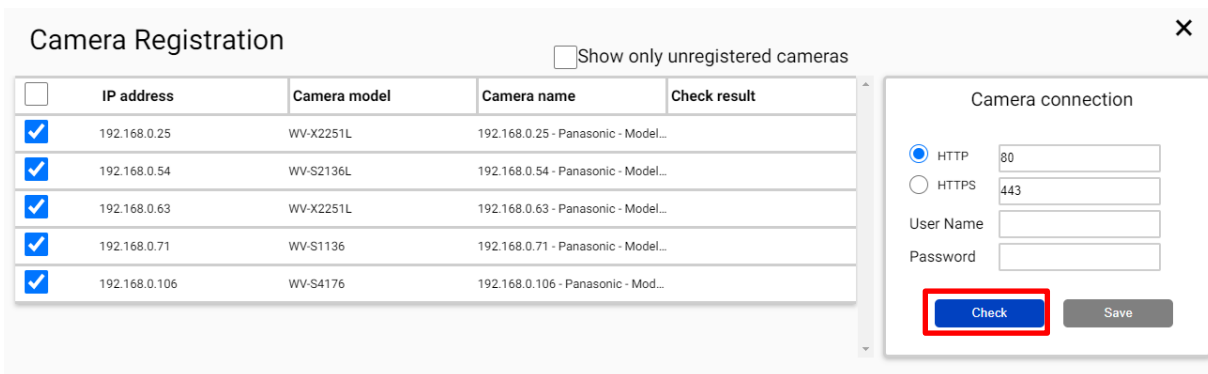 Camera Registration
Show only unregistered cameras
IP address Camera model Camera name Check result
192.168.0.25 WV-X2251L 192.168.0.25 - Panasonic - Model...
192.168.0.54 WV-S2136L 192.168.0.54 - Panasonic - Model...
192.168.0.63 WV-X2251L 192.168.0.63 - Panasonic - Model...
192.168.0.71 WV-S1136 192.168.0.71 - Panasonic - Model...
192.168.0.106 WV-S4176 192.168.0.106 - Panasonic - Mod...
Camera connection
HTTP 80
HTTPS 443
User Name
Password
Check Save